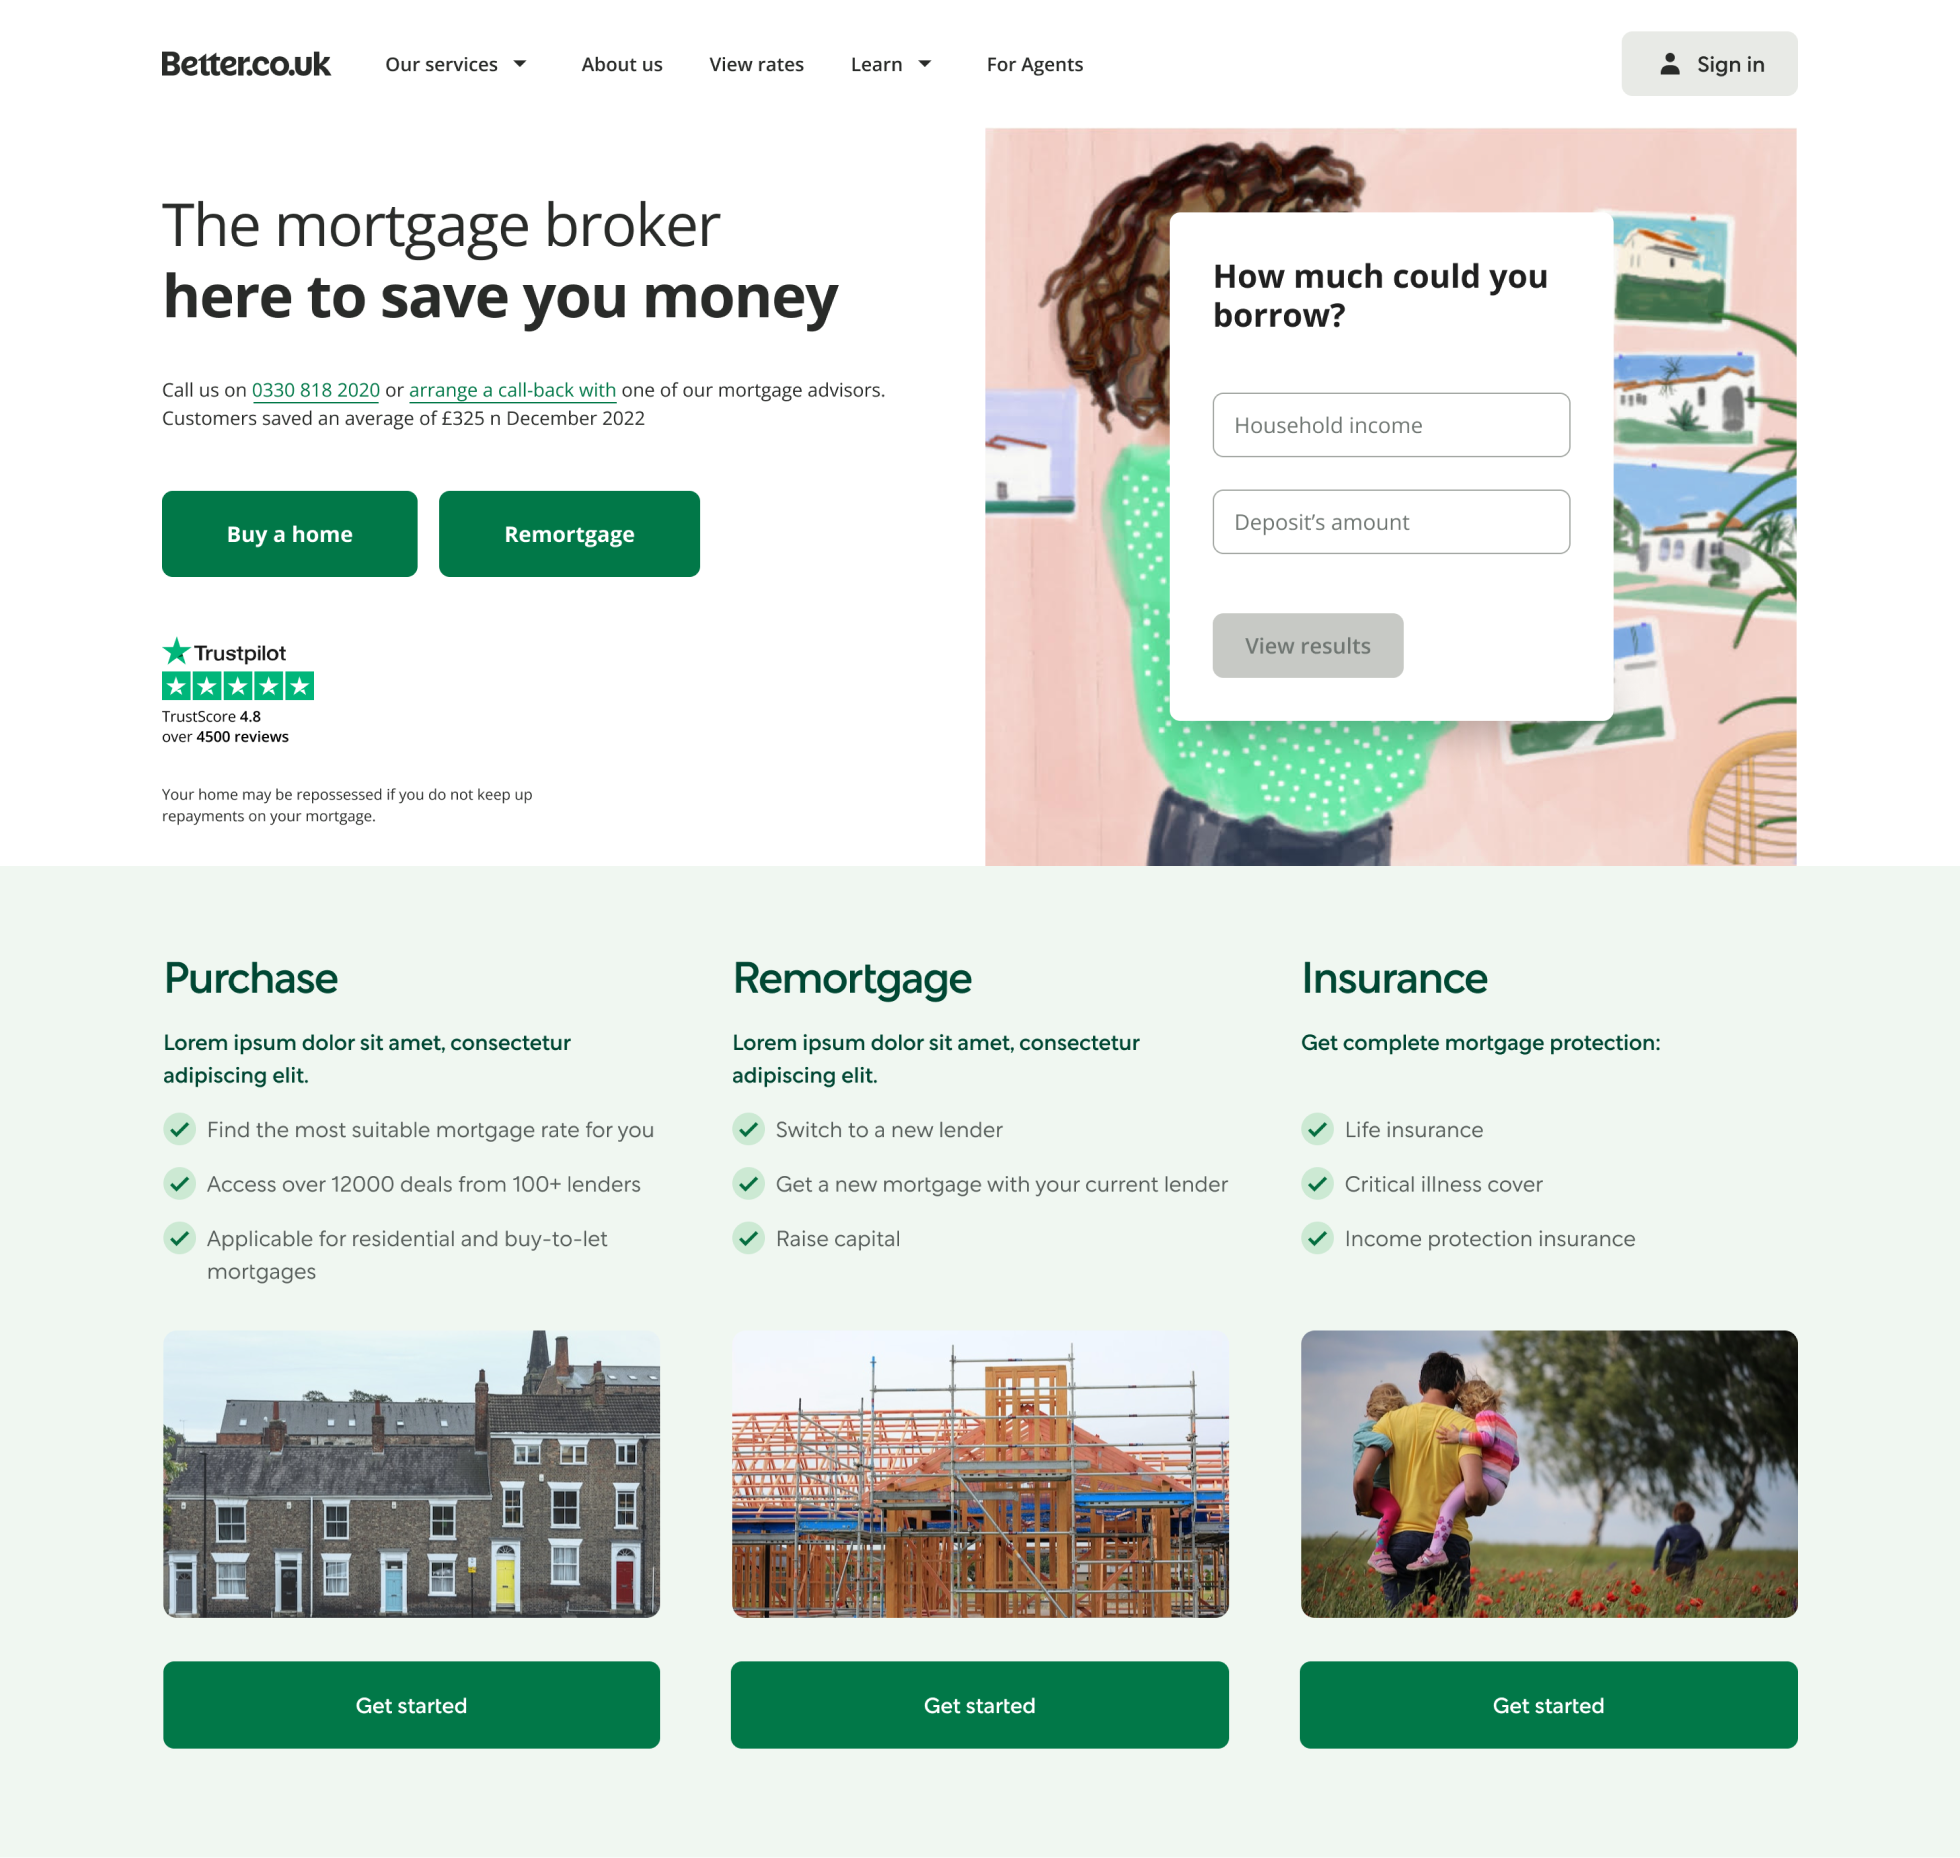 Better.co.uk
Our services
About us
View rates
Learn
For Agents
Sign in
The mortgage broker
here to save you money
Call us on 0330 818 2020 or arrange a call-back with one of our mortgage advisors.
Customers saved an average of £325 n December 2022
Buy a home
Remortgage
Trustpilot
TrustScore 4.8
over 4500 reviews
Your home may be repossessed if you do not keep up
repayments on your mortgage.
How much could you
borrow?
Household income
Deposit’s amount
View results
Purchase
Lorem ipsum dolor sit amet, consectetur
adipiscing elit.
Find the most suitable mortgage rate for you
Access over 12000 deals from 100+ lenders
Applicable for residential and buy-to-let
mortgages
Get started
Remortgage
Lorem ipsum dolor sit amet, consectetur
adipiscing elit.
Switch to a new lender
Get a new mortgage with your current lender
Raise capital
Get started
Insurance
Get complete mortgage protection:
Life insurance
Critical illness cover
Income protection insurance
Get started